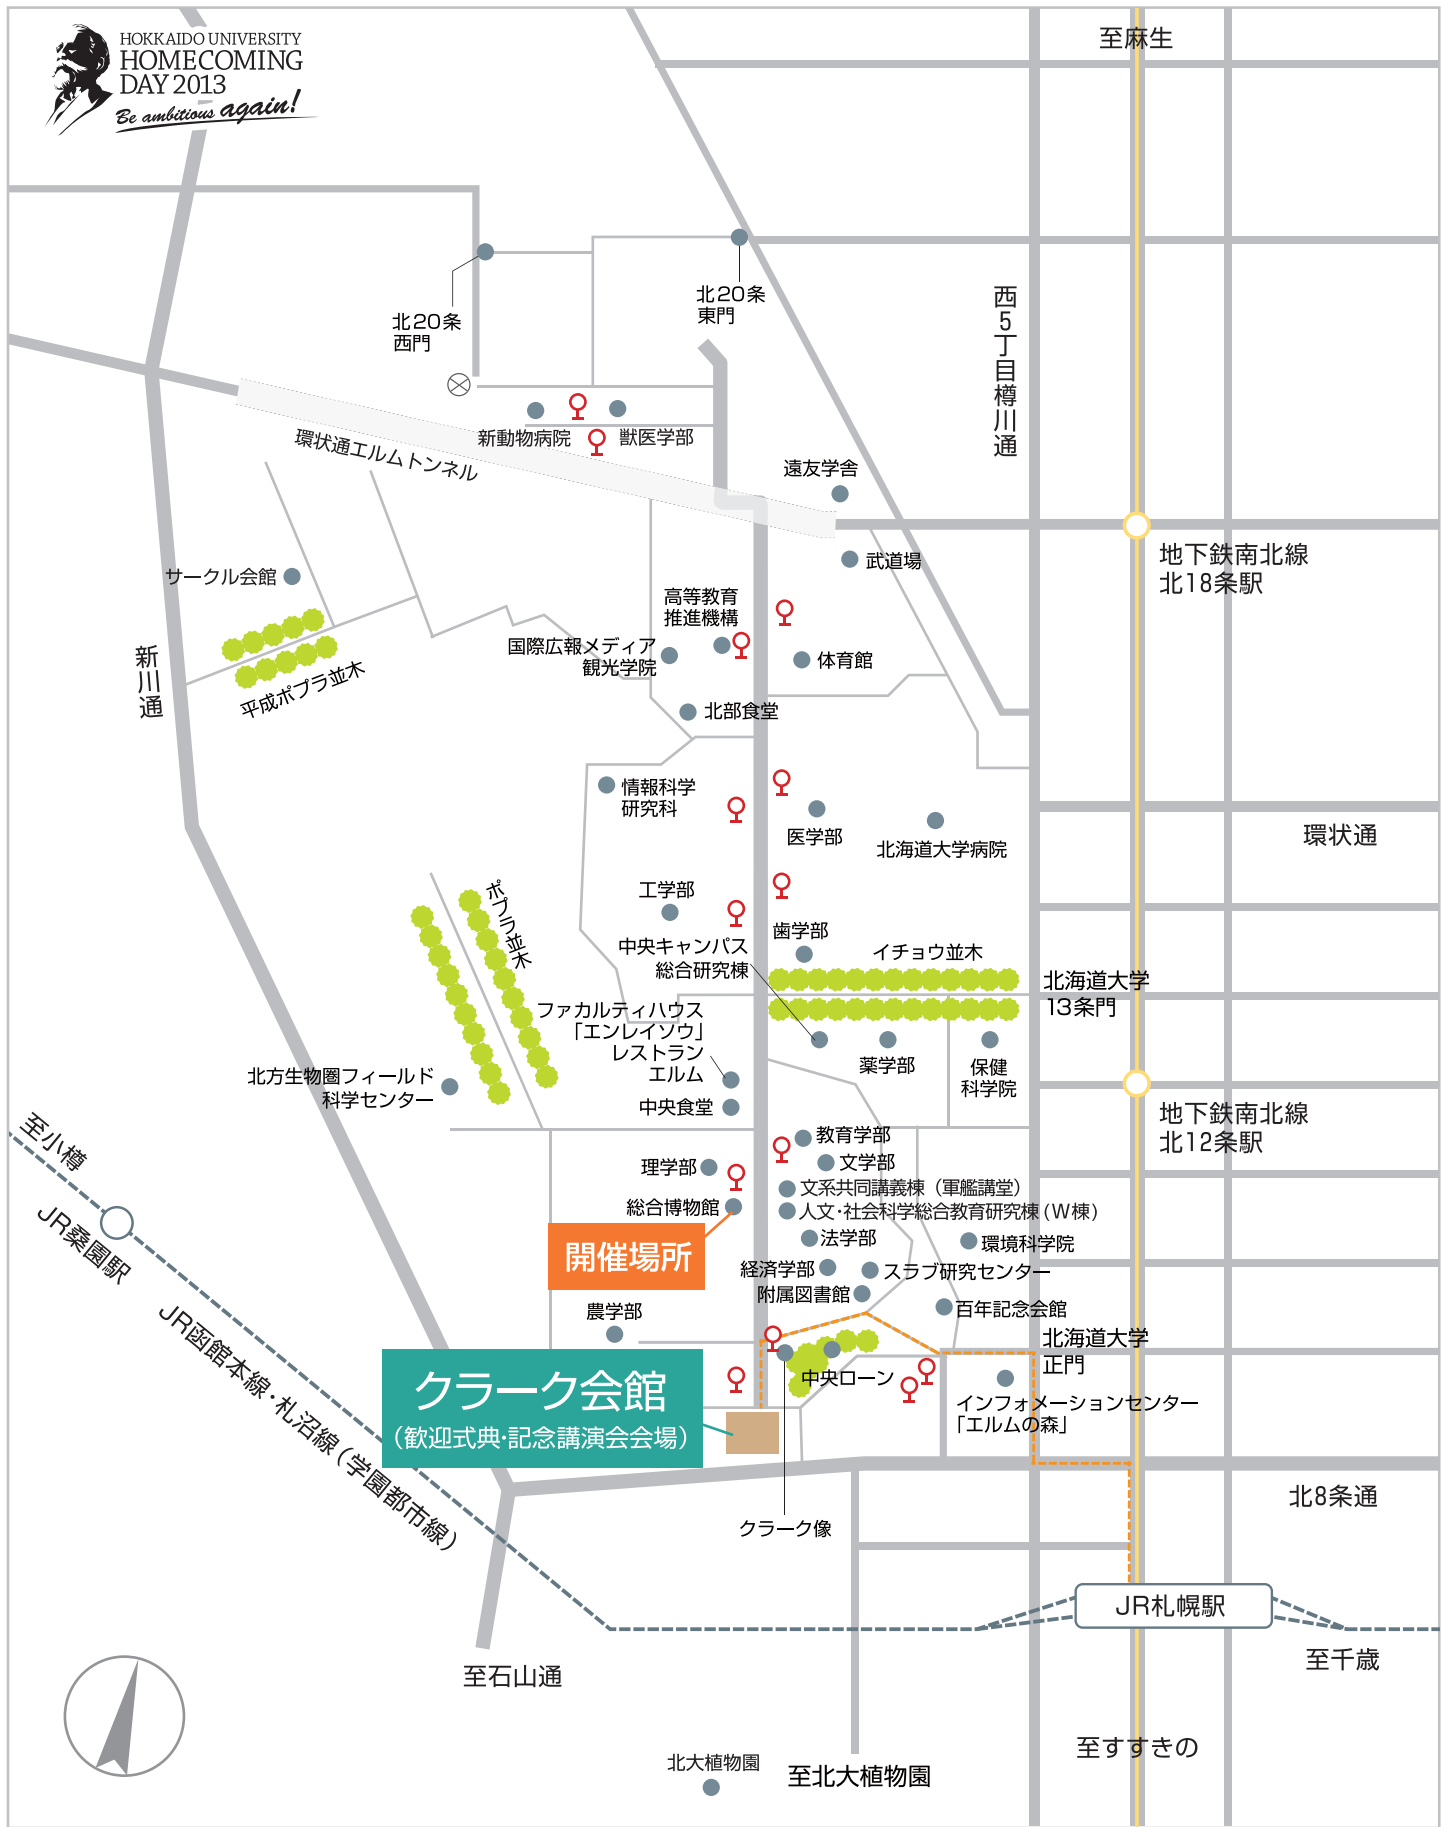 HOKKAIDO UNIVERSITY
HOMECOMING
DAY 2013
Be ambitious again!
至麻生
北20条
西門
北20条
東門
西5丁目樽川通
新動物病院
獣医学部
環状通エルムトンネル
遠友学舎
武道場
地下鉄南北線
北18条駅
サークル会館
高等教育
推進機構
国際広報メディア
観光学院
体育館
新川通
平成ポプラ並木
北部食堂
情報科学
研究科
医学部
北海道大学病院
環状通
工学部
ポプラ並木
歯学部
中央キャンパス
総合研究棟
イチョウ並木
北海道大学
13条門
ファカルティハウス
「エンレイソウ」
レストラン
エルム
薬学部
保健
科学院
北方生物圏フィールド
科学センター
中央食堂
地下鉄南北線
北12条駅
至小樽
教育学部
理学部
文学部
文系共同講義棟（軍艦講堂）
総合博物館
人文・社会科学総合教育研究棟(W棟)
JR桑園駅
開催場所
法学部
環境科学院
経済学部
スラブ研究センター
附属図書館
百年記念会館
農学部
北海道大学
正門
JR函館本線・札沼線(学園都市線)
クラーク会館
（歓迎式典・記念講演会会場）
中央ローン
インフォメーションセンター
「エルムの森」
北8条通
クラーク像
JR札幌駅
至千歳
至石山通
至すすきの
北大植物園
至北大植物園